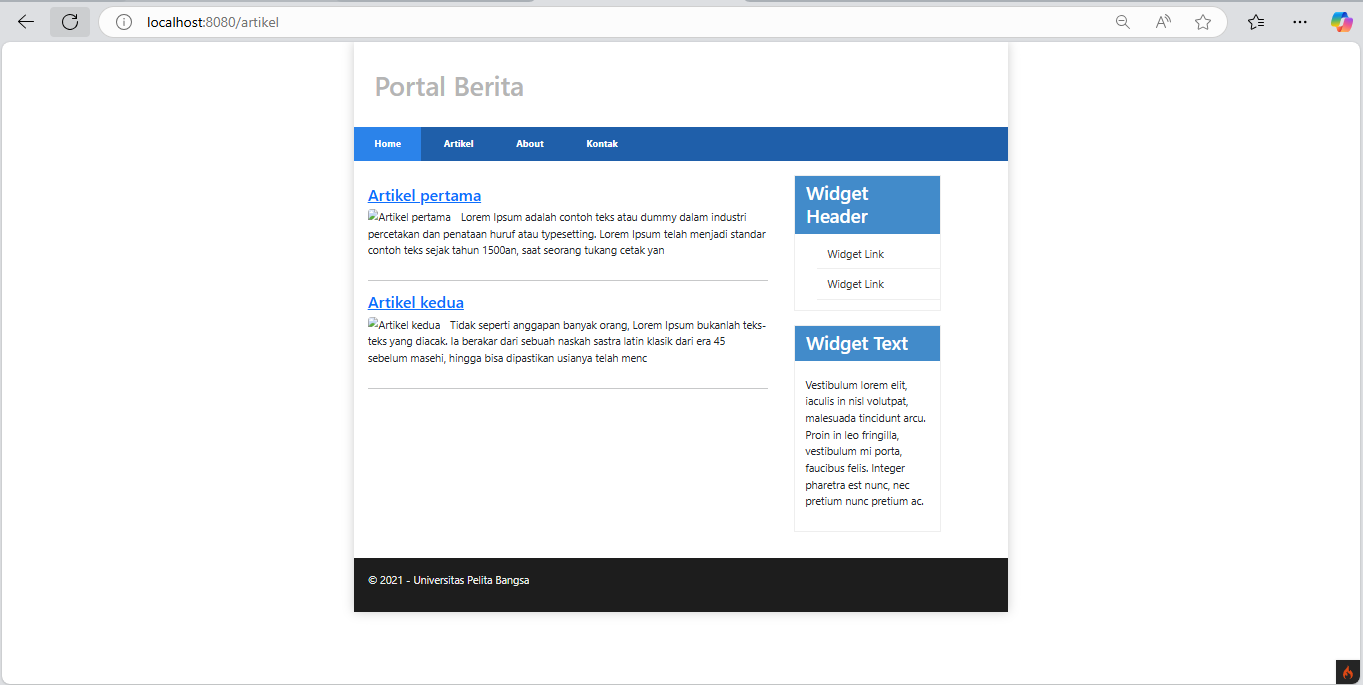 localhost:8080/artikel
Portal Berita
Home Artikel About Kontak
Artikel pertama
Artikel pertama Lorem Ipsum adalah contoh teks atau dummy dalam industri
percetakan dan penataan huruf atau typesetting. Lorem Ipsum telah menjadi standar
contoh teks sejak tahun 1500an, saat seorang tukang cetak yan
Artikel kedua
Artikel kedua Tidak seperti anggapan banyak orang, Lorem Ipsum bukanlah teks-
teks yang diacak. Ia berakar dari sebuah naskah sastra latin klasik dari era 45
sebelum masehi, hingga bisa dipastikan usianya telah menc
Widget
Header
Widget Link
Widget Link
Widget Text
Vestibulum lorem elit,
iaculis in nisl volutpat,
malesuada tincidunt arcu.
Proin in leo fringilla,
vestibulum mi porta,
faucibus felis. Integer
pharetra est nunc, nec
pretium nunc pretium ac.
© 2021 - Universitas Pelita Bangsa